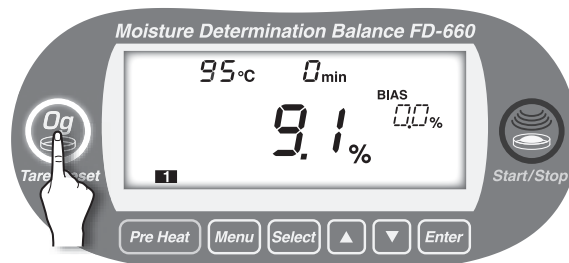 Moisture Determination Balance FD-660
95°C 0min
BIAS
0.0%
9.1%
1
0g
Start/Stop
Pre Heat Menu Select ▲ ▼ Enter